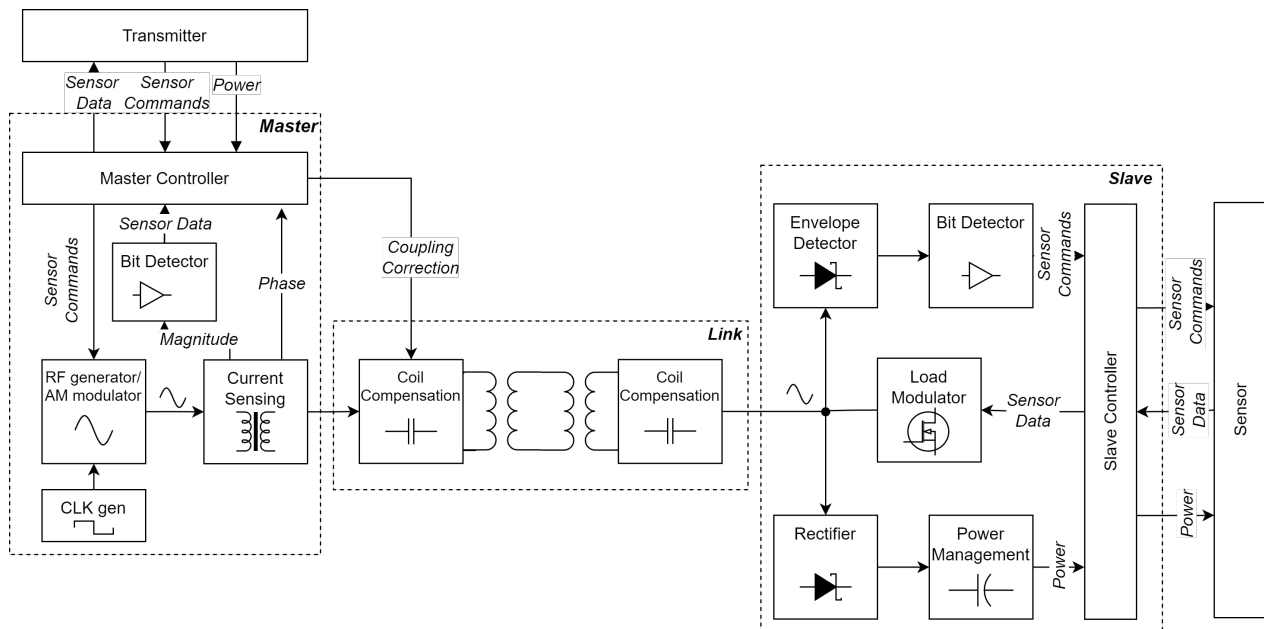 Transmitter
Sensor
Data
Sensor
Commands
Power
Master
Master Controller
Sensor Data
Bit Detector
Sensor
Commands
Phase
Magnitude
Coupling
Correction
RF generator/
AM modulator
Current
Sensing
CLK gen
Link
Coil
Compensation
Coil
Compensation
Slave
Envelope
Detector
Bit Detector
Sensor
Commands
Load
Modulator
Sensor
Data
Rectifier
Power
Management
Power
Slave Controller
Sensor
Commands
Sensor
Data
Power
Sensor